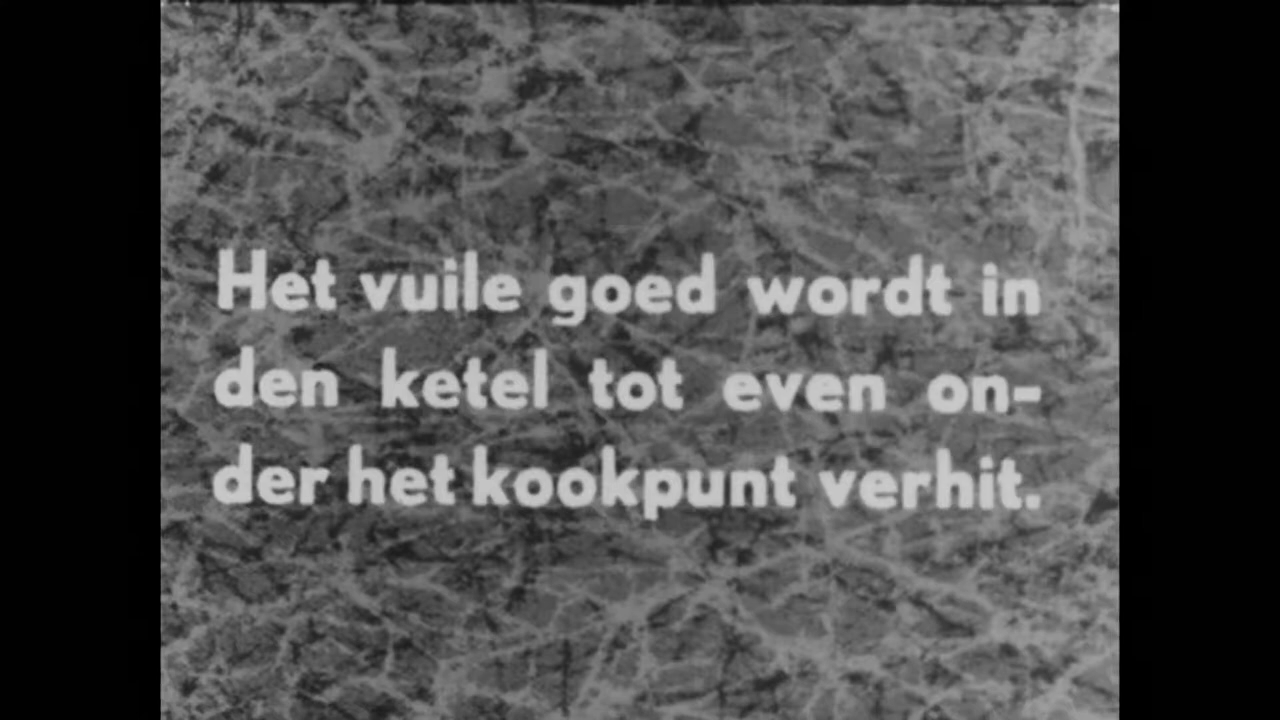 Het vuile goed wordt in
den ketel tot even on-
der het kookpunt verhit.